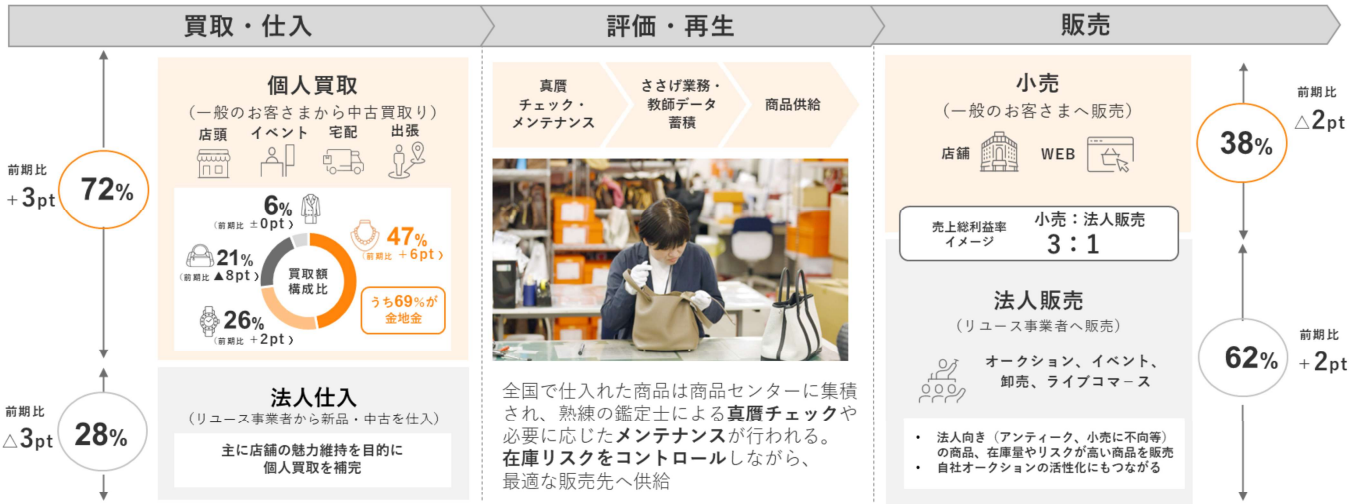 買取・仕入
評価・再生
販売
前期比
+3pt
72%
個人買取
（一般のお客さまから中古買取り）
店頭
イベント
宅配
出張
6%
（前期比 ±0pt）
47%
（前期比 +6pt）
21%
（前期比 ▲8pt）
買取額
構成比
うち69%が
金地金
26%
（前期比 +2pt）
前期比
△3pt
28%
法人仕入
（リユース事業者から新品・中古を仕入）
主に店舗の魅力維持を目的に
個人買取を補完
真贋
チェック・
メンテナンス
ささげ業務・
教師データ
蓄積
商品供給
全国で仕入れた商品は商品センターに集積
され、熟練の鑑定士による真贋チェックや
必要に応じたメンテナンスが行われる。
在庫リスクをコントロールしながら、
最適な販売先へ供給
小売
（一般のお客さまへ販売）
店舗
WEB
38%
前期比
△2pt
売上総利益率
イメージ
小売：法人販売
3：1
法人販売
（リユース事業者へ販売）
オークション、イベント、
卸売、ライブコマース
62%
前期比
+2pt
• 法人向き（アンティーク、小売に不向等）
の商品、在庫量やリスクが高い商品を販売
• 自社オークションの活性化にもつながる